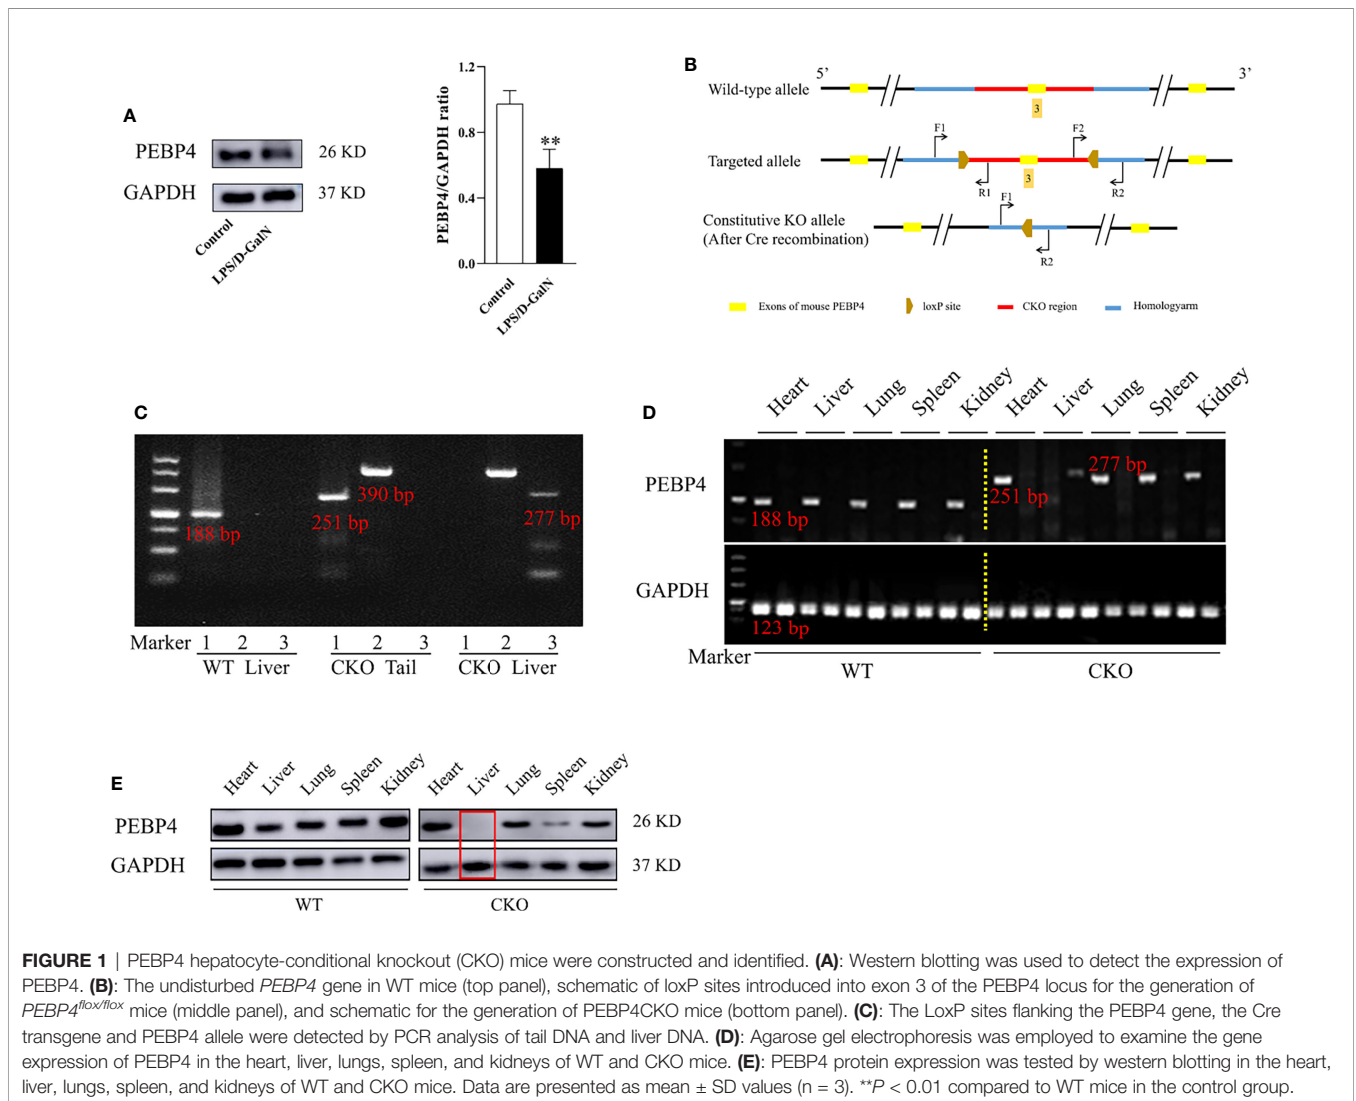 A
PEBP4
26 KD
GAPDH
37 KD
Control
LPS/D-GalN
PEBP4/GAPDH ratio
1.2
0.8
0.4
0.0
**
Control
LPS/D-GalN
B
5’
3’
Wild-type allele
3
F1
F2
Targeted allele
R1
3
R2
Constitutive KO allele
(After Cre recombination)
F1
R2
Exons of mouse PEBP4
loxP site
CKO region
Homologyarm
C
188 bp
251 bp
390 bp
277 bp
Marker 1 2 3 1 2 3 1 2 3
WT Liver CKO Tail CKO Liver
D
Heart Liver Lung Spleen Kidney Heart Liver Lung Spleen Kidney
PEBP4
188 bp
251 bp
277 bp
GAPDH
123 bp
Marker
WT CKO
E
Heart Liver Lung Spleen Kidney Heart Liver Lung Spleen Kidney
PEBP4
26 KD
GAPDH
37 KD
WT CKO
FIGURE 1 | PEBP4 hepatocyte-conditional knockout (CKO) mice were constructed and identified. (A): Western blotting was used to detect the expression of
PEBP4. (B): The undisturbed PEBP4 gene in WT mice (top panel), schematic of loxP sites introduced into exon 3 of the PEBP4 locus for the generation of
PEBP4flox/flox mice (middle panel), and schematic for the generation of PEBP4CKO mice (bottom panel). (C): The LoxP sites flanking the PEBP4 gene, the Cre
transgene and PEBP4 allele were detected by PCR analysis of tail DNA and liver DNA. (D): Agarose gel electrophoresis was employed to examine the gene
expression of PEBP4 in the heart, liver, lungs, spleen, and kidneys of WT and CKO mice. (E): PEBP4 protein expression was tested by western blotting in the heart,
liver, lungs, spleen, and kidneys of WT and CKO mice. Data are presented as mean ± SD values (n = 3). **P < 0.01 compared to WT mice in the control group.